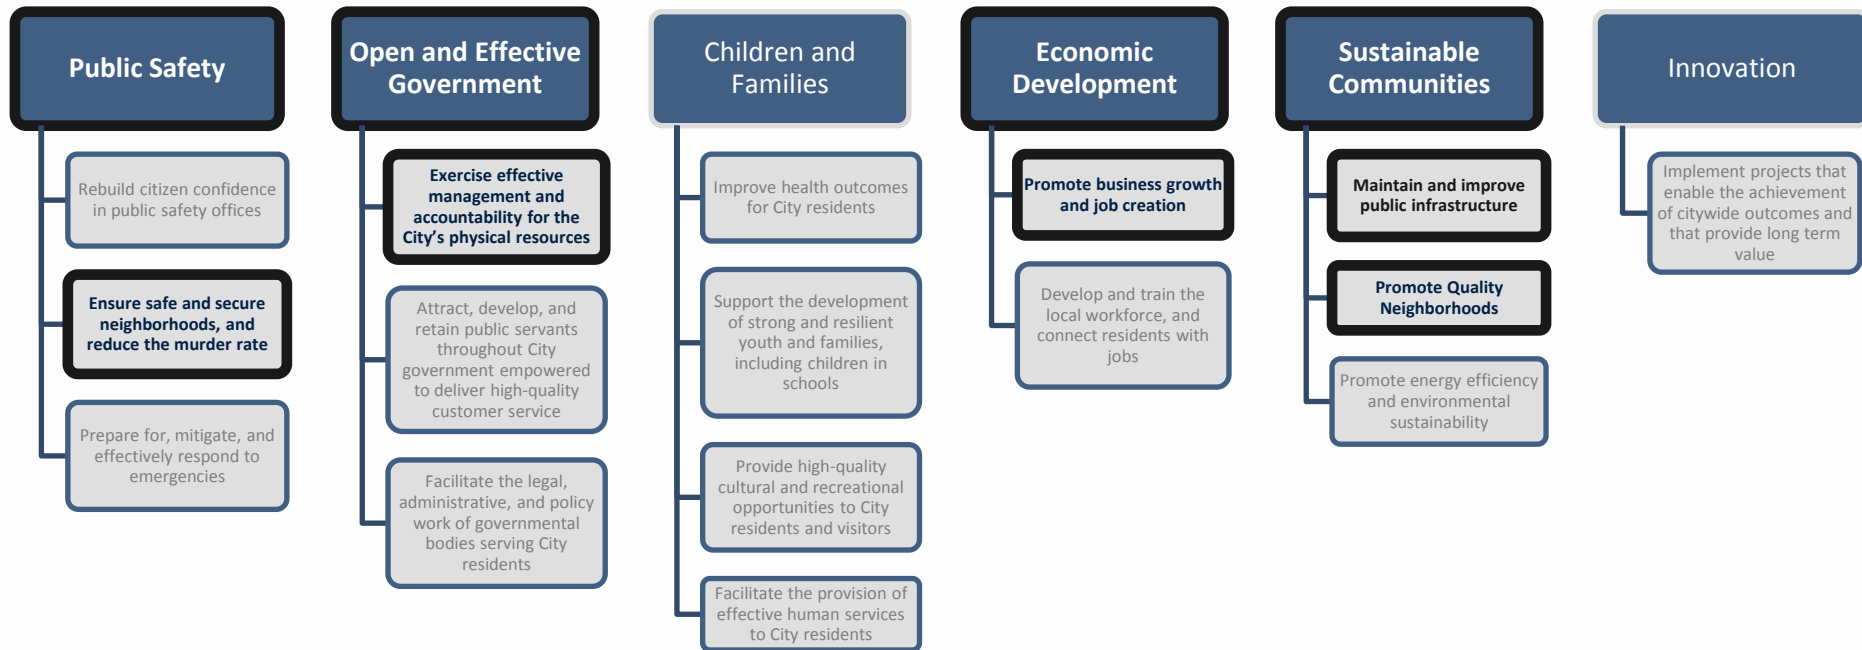 Public Safety
Rebuild citizen confidence
in public safety offices
Ensure safe and secure
neighborhoods, and
reduce the murder rate
Prepare for, mitigate, and
effectively respond to
emergencies
Open and Effective
Government
Exercise effective
management and
accountability for the
City’s physical resources
Attract, develop, and
retain public servants
throughout City
government empowered
to deliver high-quality
customer service
Facilitate the legal,
administrative, and policy
work of governmental
bodies serving City
residents
Children and
Families
Improve health outcomes
for City residents
Support the development
of strong and resilient
youth and families,
including children in
schools
Provide high-quality
cultural and recreational
opportunities to City
residents and visitors
Facilitate the provision of
effective human services
to City residents
Economic
Development
Promote business growth
and job creation
Develop and train the
local workforce, and
connect residents with
jobs
Sustainable
Communities
Maintain and improve
public infrastructure
Promote Quality
Neighborhoods
Promote energy efficiency
and environmental
sustainability
Innovation
Implement projects that
enable the achievement
of citywide outcomes and
that provide long term
value